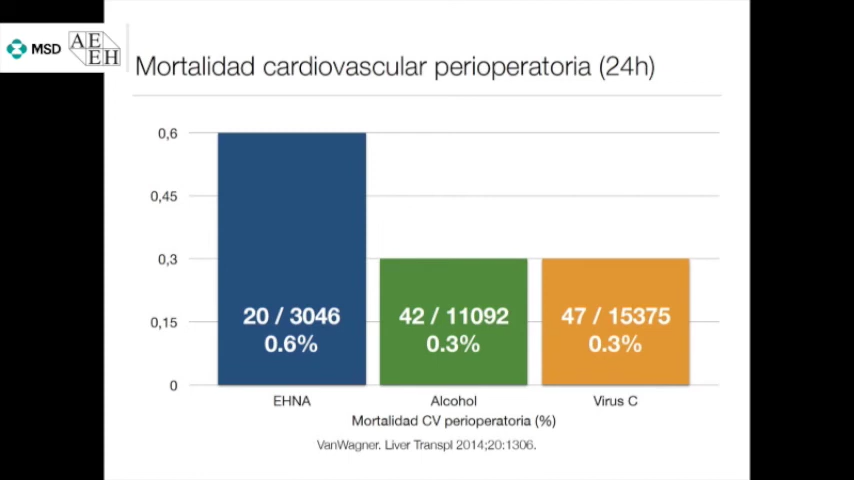 MSD
AE
EH
Mortalidad cardiovascular perioperatoria (24h)
0,6
0,45
0,3
0,15
0
20 / 3046
0.6%
42 / 11092
0.3%
47 / 15375
0.3%
EHNA
Alcohol
Virus C
Mortalidad CV perioperatoria (%)
VanWagner. Liver Transpl 2014;20:1306.